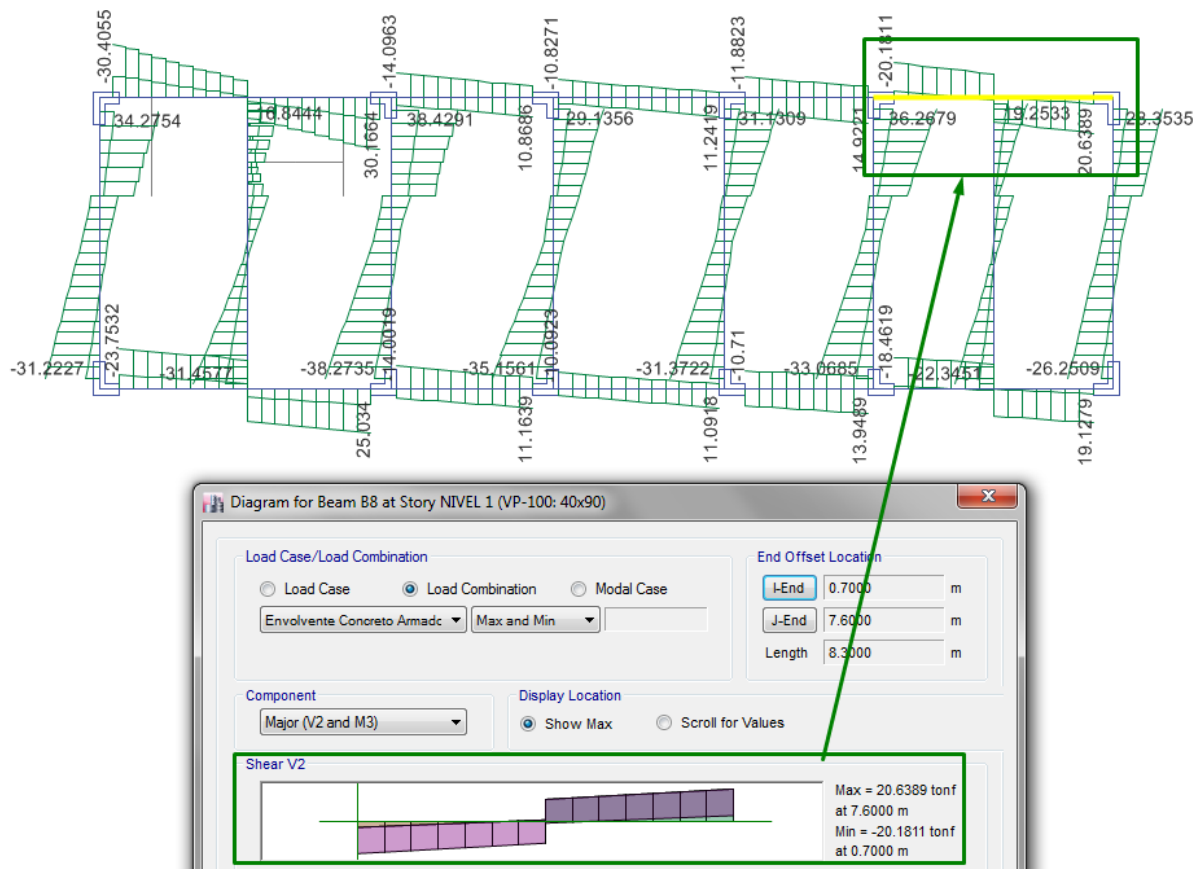 -30.4055
-14.0963
-10.8271
-11.8823
-20.1811
34.2754
30.1664
38.4291
10.8686
29.1356
11.2419
31.1309
14.9221
36.2679
19.2533
20.6389
28.3535
-31.2227
-23.7532
-31.4577
-38.2735
-35.1561
-31.3722
-10.71
-33.0685
-18.4619
-22.3451
-26.2509
25.034
11.1639
11.0918
13.9489
19.1279
Diagram for Beam B8 at Story NIVEL 1 (VP-100: 40x90)
Load Case/Load Combination
Load Case Load Combination Modal Case
Envolvente Concreto Armadc Max and Min
End Offset Location
I-End 0.7000 m
J-End 7.6000 m
Length 8.3000 m
Component
Major (V2 and M3)
Display Location
Show Max Scroll for Values
Shear V2
Max = 20.6389 tonf
at 7.6000 m
Min = -20.1811 tonf
at 0.7000 m